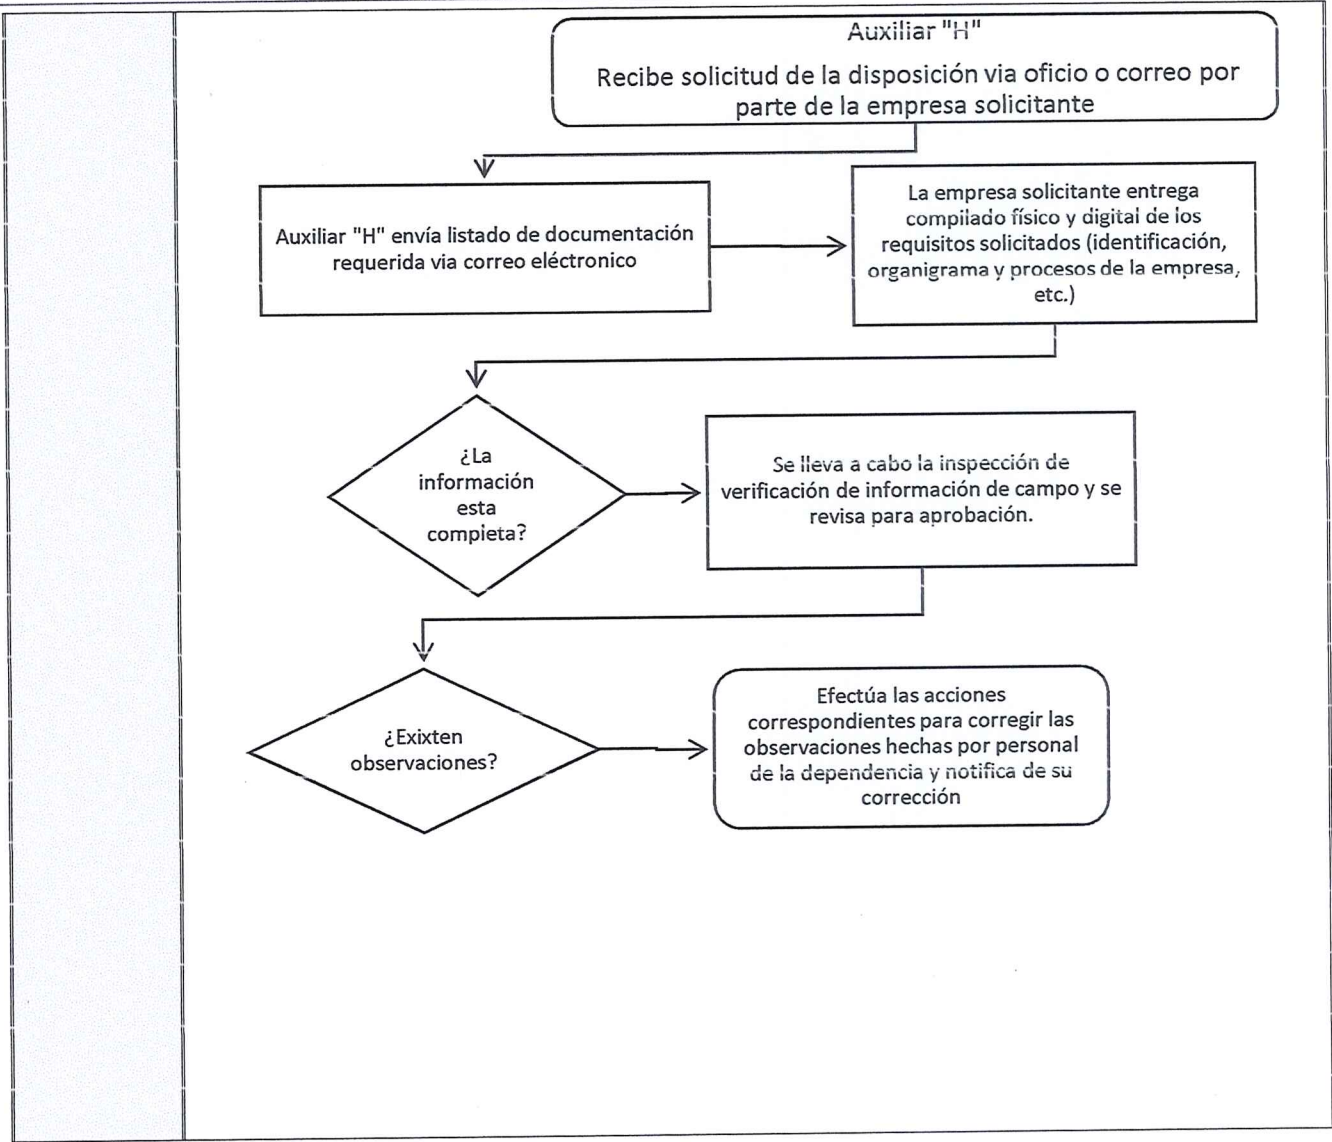 Auxiliar "H"
Recibe solicitud de la disposición via oficio o correo por
parte de la empresa solicitante
Auxiliar "H" envía listado de documentación
requerida via correo eléctronico
La empresa solicitante entrega
compilado físico y digital de los
requisitos solicitados (identificación,
organigrama y procesos de la empresa,
etc.)
¿La
información
esta
completa?
Se lleva a cabo la inspección de
verificación de información de campo y se
revisa para aprobación.
¿Exixten
observaciones?
Efectúa las acciones
correspondientes para corregir las
observaciones hechas por personal
de la dependencia y notifica de su
corrección